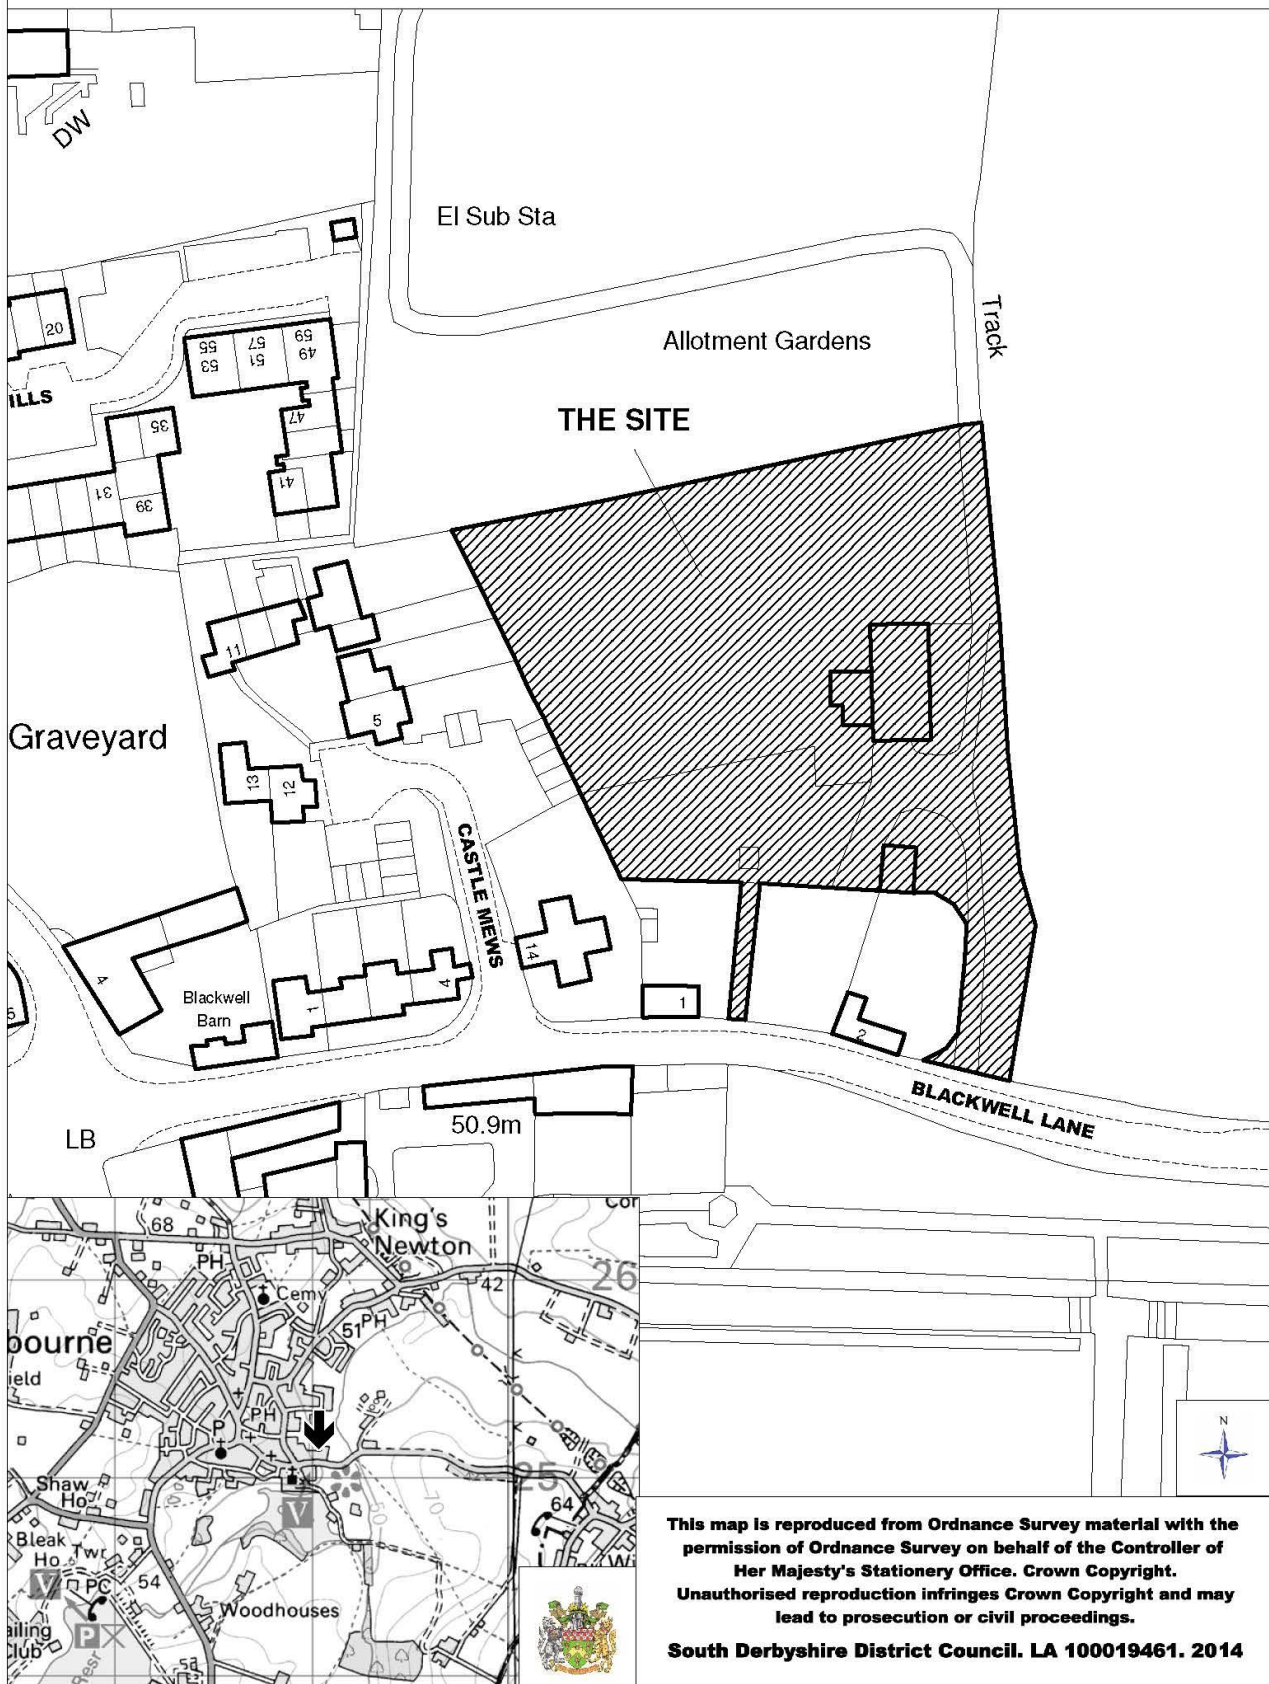 DW
El Sub Sta
Track
Allotment Gardens
THE SITE
20
ILLS
55
57
59
53
51
49
47
41
35
31
39
11
5
Graveyard
13
12
CASTLE MEWS
14
4
Blackwell
Barn
1
4
1
2
BLACKWELL LANE
50.9m
LB
68
PH
King's
Newton
Cor
Cemy
42
26
51
PH
bourne
ield
P
PH
Shaw
Ho
25
64
Bleak
Ho
Twr
V
V
PC
54
Woodhouses
Wi
ailing
Club
P
Resr
N
This map is reproduced from Ordnance Survey material with the
permission of Ordnance Survey on behalf of the Controller of
Her Majesty's Stationery Office. Crown Copyright.
Unauthorised reproduction infringes Crown Copyright and may
lead to prosecution or civil proceedings.
South Derbyshire District Council. LA 100019461. 2014